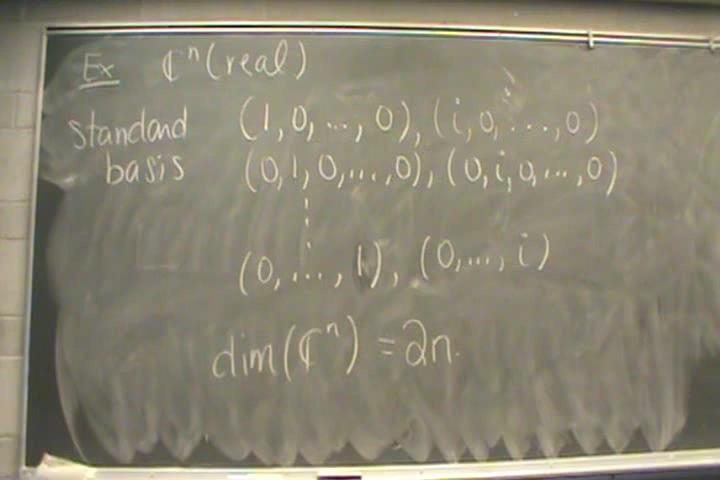 Ex ℂⁿ (real)
standard (1, 0, ..., 0), (i, 0, ..., 0)
basis (0, 1, 0, ..., 0), (0, i, 0, ..., 0)
⋮
(0, ..., 1), (0, ..., i)
dim(ℂⁿ) = 2n.